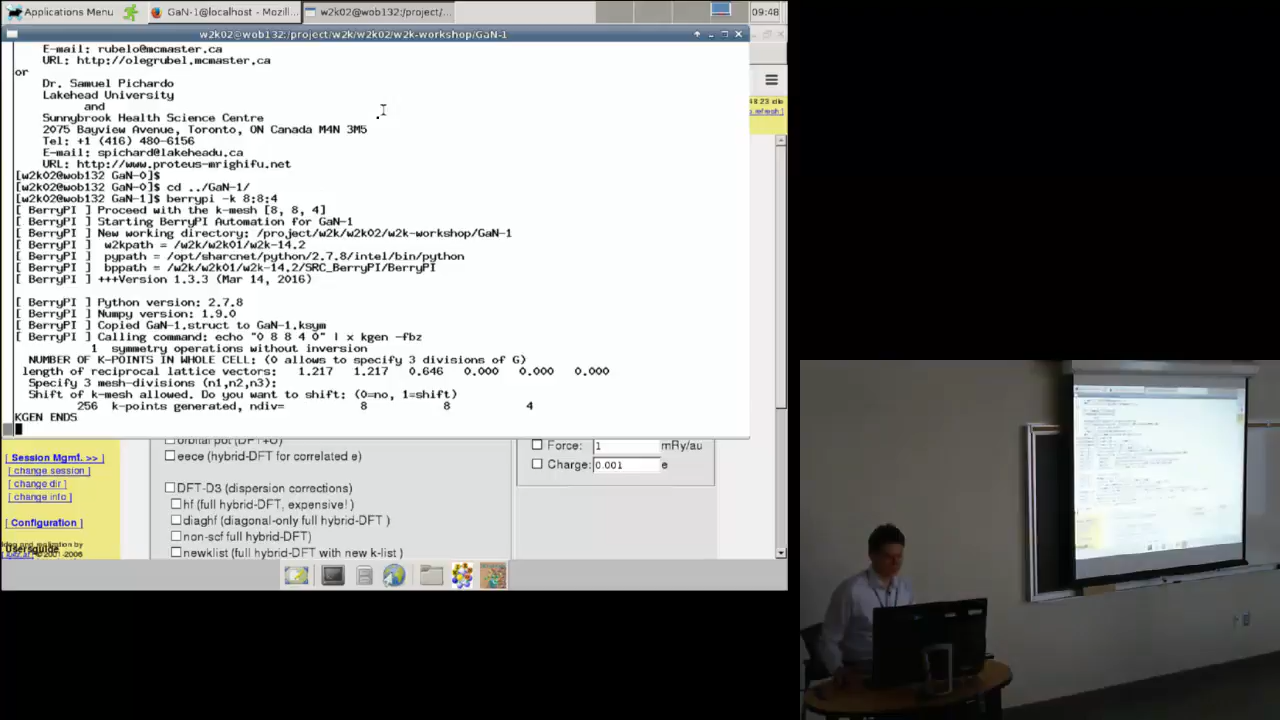 Applications Menu
GaN-1@localhost - Mozill...
w2k02@wob132:/project/...
09:48
w2k02@wob132:/project/w2k/w2k02/w2k-workshop/GaN-1
E-mail: rubelo@mcmaster.ca
URL: http://olegrubel.mcmaster.ca
or
Dr. Samuel Pichardo
Lakehead University
and
Sunnybrook Health Science Centre
2075 Bayview Avenue, Toronto, ON Canada M4N 3M5
Tel: +1 (416) 480-6156
E-mail: spichard@lakeheadu.ca
URL: http://www.proteus-mrighifu.net
[w2k02@wob132 GaN-0]$
[w2k02@wob132 GaN-0]$ cd ../GaN-1/
[w2k02@wob132 GaN-1]$ berrypi -k 8:8:4
[ BerryPI ] Proceed with the k-mesh [8, 8, 4]
[ BerryPI ] Starting BerryPI Automation for GaN-1
[ BerryPI ] New working directory: /project/w2k/w2k02/w2k-workshop/GaN-1
[ BerryPI ] w2kpath = /w2k/w2k01/w2k-14.2
[ BerryPI ] pypath = /opt/sharcnet/python/2.7.8/intel/bin/python
[ BerryPI ] bppath = /w2k/w2k01/w2k-14.2/SRC_BerryPI/BerryPI
[ BerryPI ] +++Version 1.3.3 (Mar 14, 2016)
[ BerryPI ] Python version: 2.7.8
[ BerryPI ] Numpy version: 1.9.0
[ BerryPI ] Copied GaN-1.struct to GaN-1.ksym
[ BerryPI ] Calling command: echo "0 8 8 4 0" | x kgen -fbz
1 symmetry operations without inversion
NUMBER OF K-POINTS IN WHOLE CELL: (0 allows to specify 3 divisions of G)
length of reciprocal lattice vectors: 1.217 1.217 0.646 0.000 0.000 0.000
Specify 3 mesh-divisions (n1,n2,n3):
Shift of k-mesh allowed. Do you want to shift: (0=no, 1=shift)
256 k-points generated, ndiv= 8 8 4
KGEN ENDS
48 23 idle
refresh ]
[ Session Mgmt. >> ]
[ change session ]
[ change dir ]
[ change info ]
[ Configuration ]
Usersguide
orbital pot (DFT+U)
eece (hybrid-DFT for correlated e)
DFT-D3 (dispersion corrections)
hf (full hybrid-DFT, expensive! )
diaghf (diagonal-only full hybrid-DFT )
non-scf full hybrid-DFT)
newklist (full hybrid-DFT with new k-list )
Force: 1 mRy/au
Charge: 0.001 e